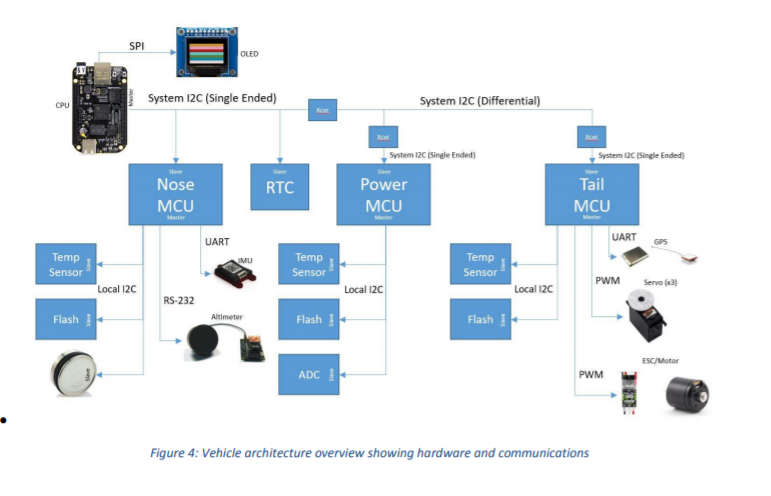 SPI
OLED
CPU
Master
System I2C (Single Ended)
Xcvr
System I2C (Differential)
Xcvr
Xcvr
System I2C (Single Ended)
System I2C (Single Ended)
Slave
Nose
MCU
Master
Slave
RTC
Slave
Power
MCU
Master
Slave
Tail
MCU
Master
UART
IMU
UART
GPS
Temp
Sensor
Slave
Temp
Sensor
Slave
Temp
Sensor
Slave
PWM
Servo (x3)
Local I2C
Local I2C
Local I2C
RS-232
Flash
Slave
Altimeter
Flash
Slave
Flash
Slave
Slave
ADC
Slave
PWM
ESC/Motor
Figure 4: Vehicle architecture overview showing hardware and communications